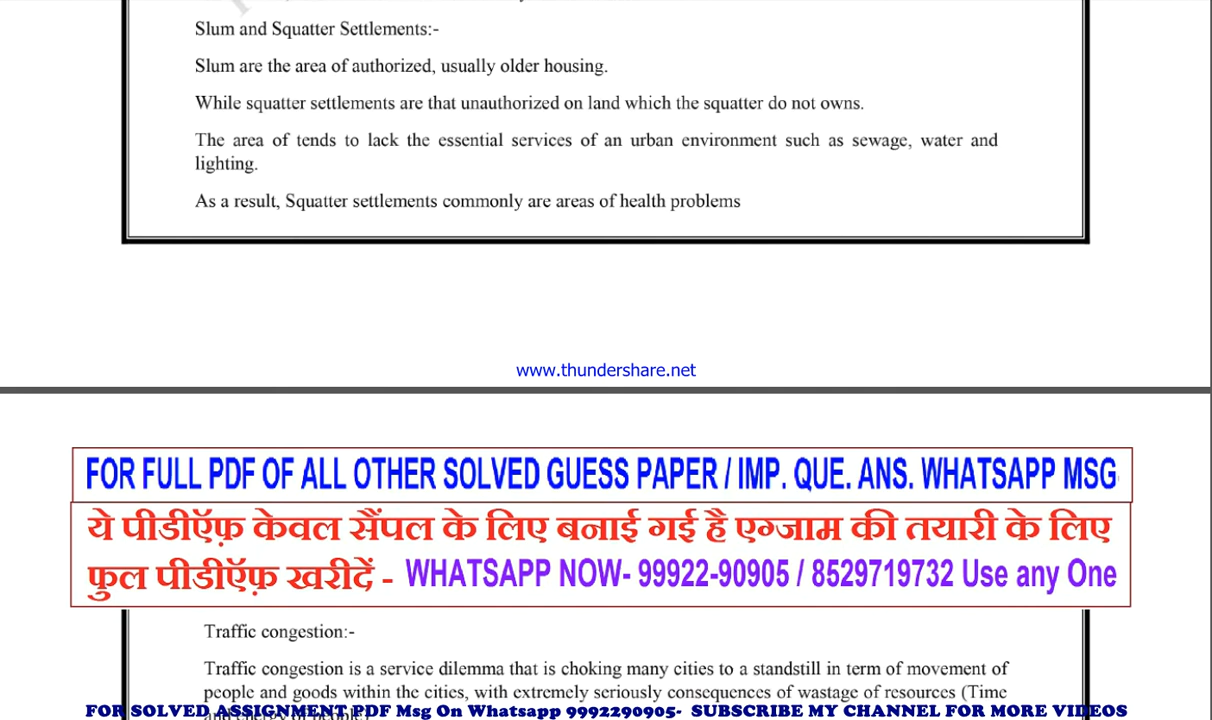 Slum and Squatter Settlements:-
Slum are the area of authorized, usually older housing.
While squatter settlements are that unauthorized on land which the squatter do not owns.
The area of tends to lack the essential services of an urban environment such as sewage, water and
lighting.
As a result, Squatter settlements commonly are areas of health problems
www.thundershare.net
FOR FULL PDF OF ALL OTHER SOLVED GUESS PAPER / IMP. QUE. ANS. WHATSAPP MSG
ये पीडीऍफ़ केवल सैंपल के लिए बनाई गई है एग्जाम की तयारी के लिए
फुल पीडीऍफ़ खरीदें - WHATSAPP NOW- 99922-90905 / 8529719732 Use any One
Traffic congestion:-
Traffic congestion is a service dilemma that is choking many cities to a standstill in term of movement of
people and goods within the cities, with extremely seriously consequences of wastage of resources (Time
FOR SOLVED ASSIGNMENT PDF Msg On Whatsapp 9992290905- SUBSCRIBE MY CHANNEL FOR MORE VIDEOS